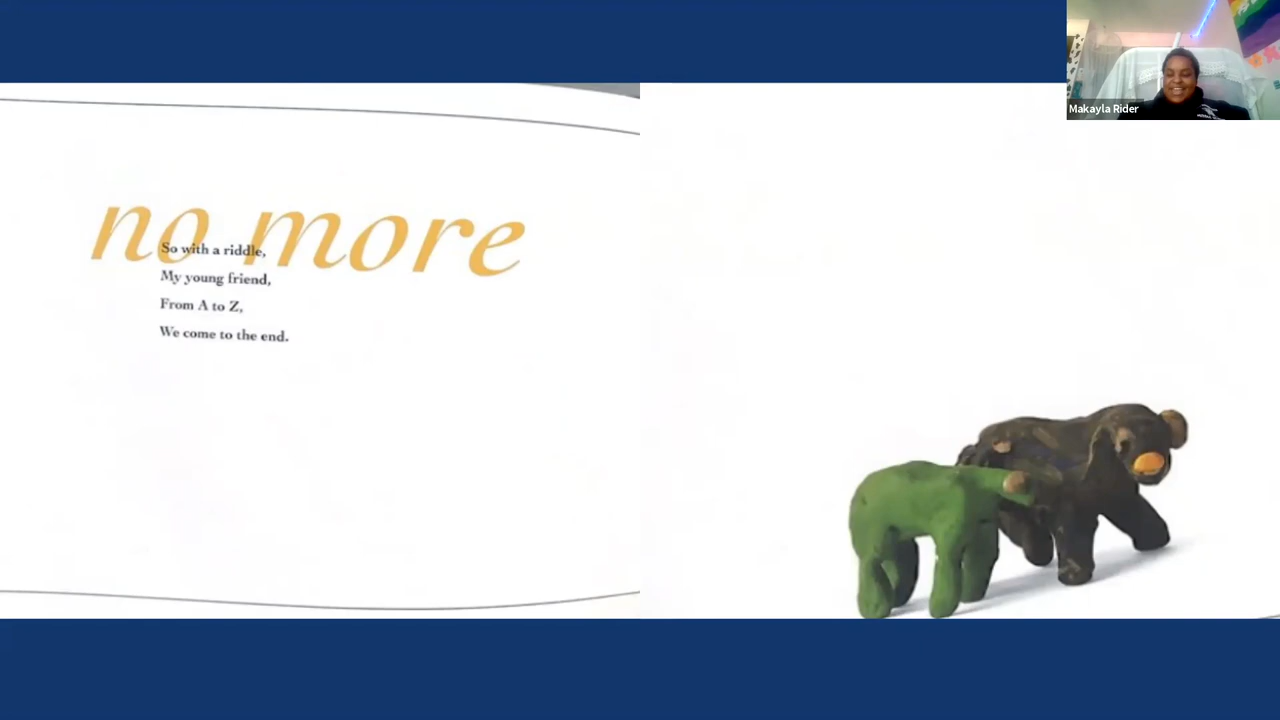 no more
So with a riddle,
My young friend,
From A to Z,
We come to the end.
Makayla Rider